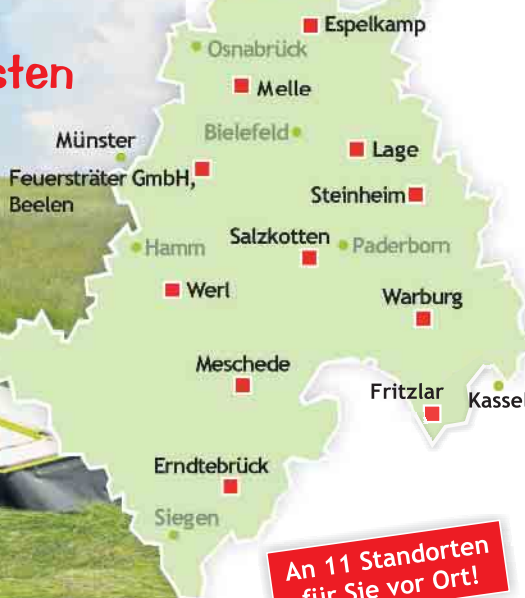 Espelkamp
Osnabrück
sten
Melle
Bielefeld
Münster
Lage
Feuersträter GmbH,
Beelen
Steinheim
Salzkotten
Hamm
Paderborn
Werl
Warburg
Meschede
Fritzlar
Kassel
Erndtebrück
Siegen
An 11 Standorten
für Sie vor Ort!